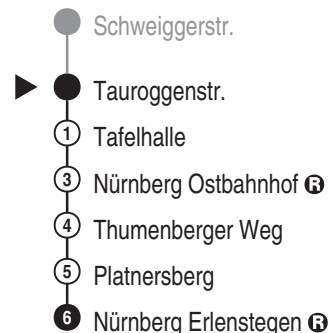 Schweiggerstr.
Tauroggenstr.
1 Tafelhalle
3 Nürnberg Ostbahnhof R
4 Thumenberger Weg
5 Platnersberg
6 Nürnberg Erlenstegen R